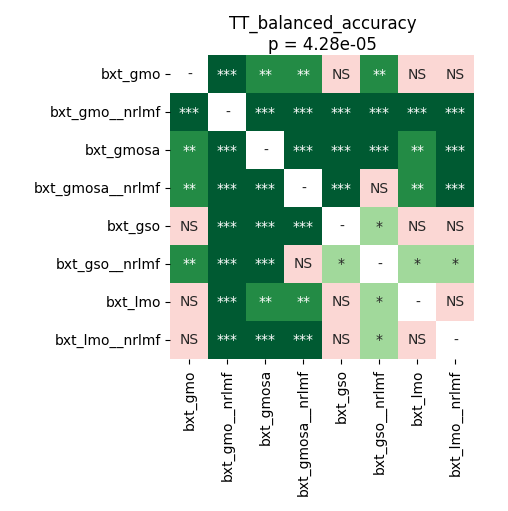 TT_balanced_accuracy
p = 4.28e-05
bxt_gmo - *** ** ** NS ** NS NS
bxt_gmo__nrlmf *** - *** *** *** *** *** ***
bxt_gmosa ** *** - *** *** *** ** ***
bxt_gmosa__nrlmf ** *** *** - *** NS ** ***
bxt_gso NS *** *** *** - * NS NS
bxt_gso__nrlmf ** *** *** NS * - * *
bxt_lmo NS *** ** ** NS * - NS
bxt_lmo__nrlmf NS *** *** *** NS * NS -
bxt_gmo
bxt_gmo__nrlmf
bxt_gmosa
bxt_gmosa__nrlmf
bxt_gso
bxt_gso__nrlmf
bxt_lmo
bxt_lmo__nrlmf